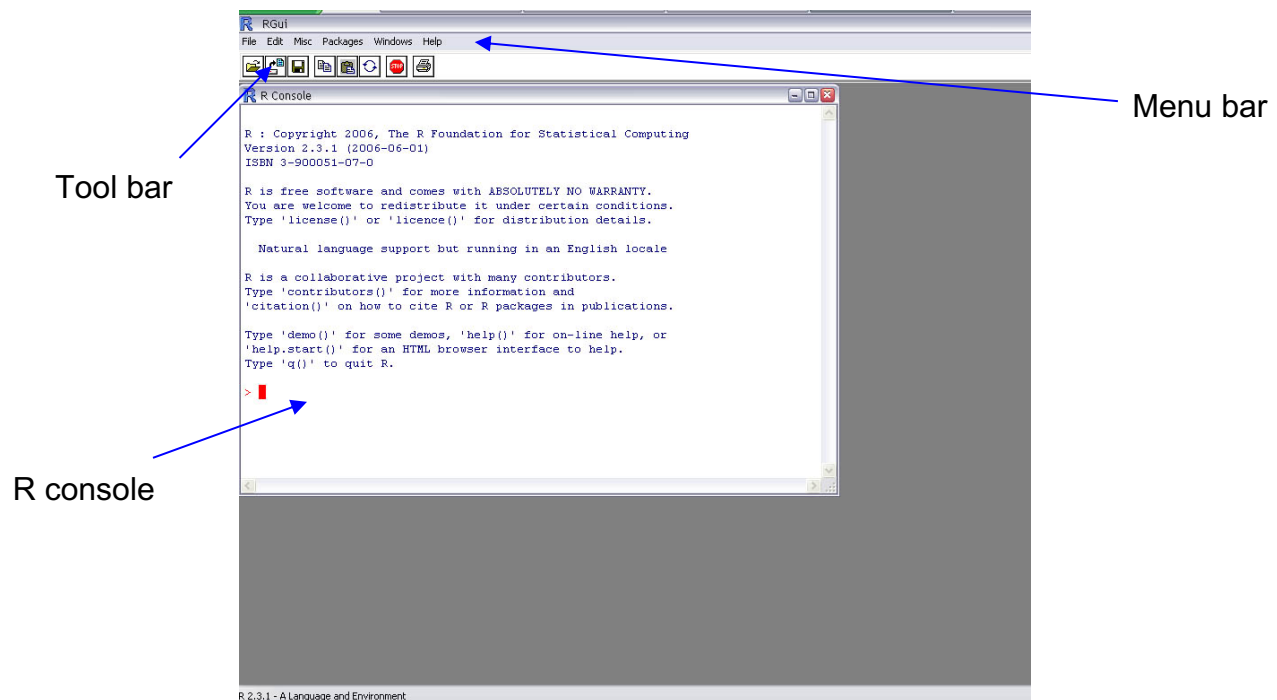 RGui
File Edit Misc Packages Windows Help
Menu bar
STOP
R Console
Tool bar
R : Copyright 2006, The R Foundation for Statistical Computing
Version 2.3.1 (2006-06-01)
ISBN 3-900051-07-0
R is free software and comes with ABSOLUTELY NO WARRANTY.
You are welcome to redistribute it under certain conditions.
Type 'license()' or 'licence()' for distribution details.
Natural language support but running in an English locale
R is a collaborative project with many contributors.
Type 'contributors()' for more information and
'citation()' on how to cite R or R packages in publications.
Type 'demo()' for some demos, 'help()' for on-line help, or
'help.start()' for an HTML browser interface to help.
Type 'q()' to quit R.
>
R console
R 2.3.1 - A Language and Environment